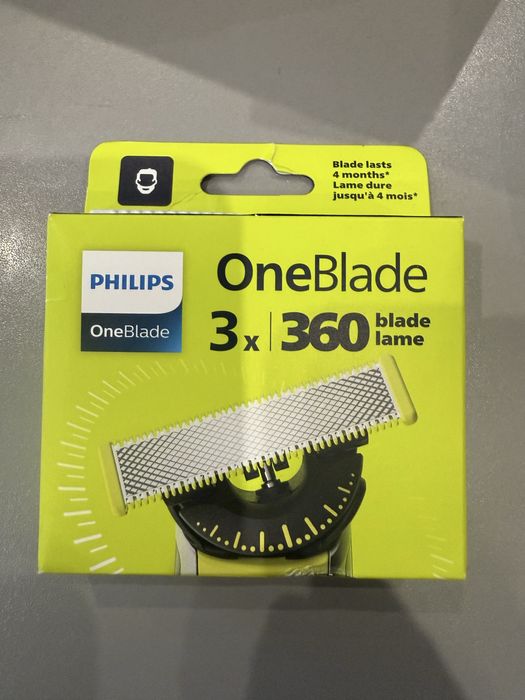 Blade lasts
4 months*
Lame dure
jusqu'à 4 mois*
PHILIPS
OneBlade
OneBlade
3x | 360 blade
lame